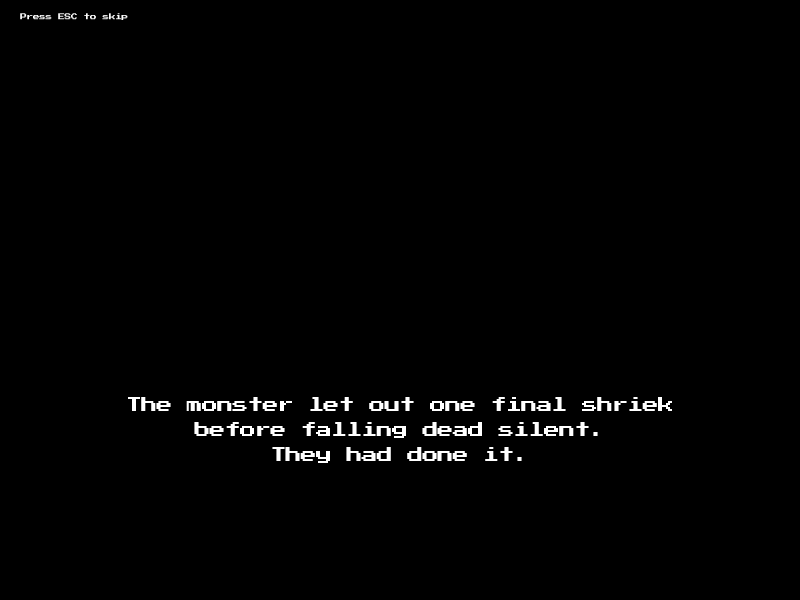 Press ESC to skip
The monster let out one final shriek
before falling dead silent.
They had done it.